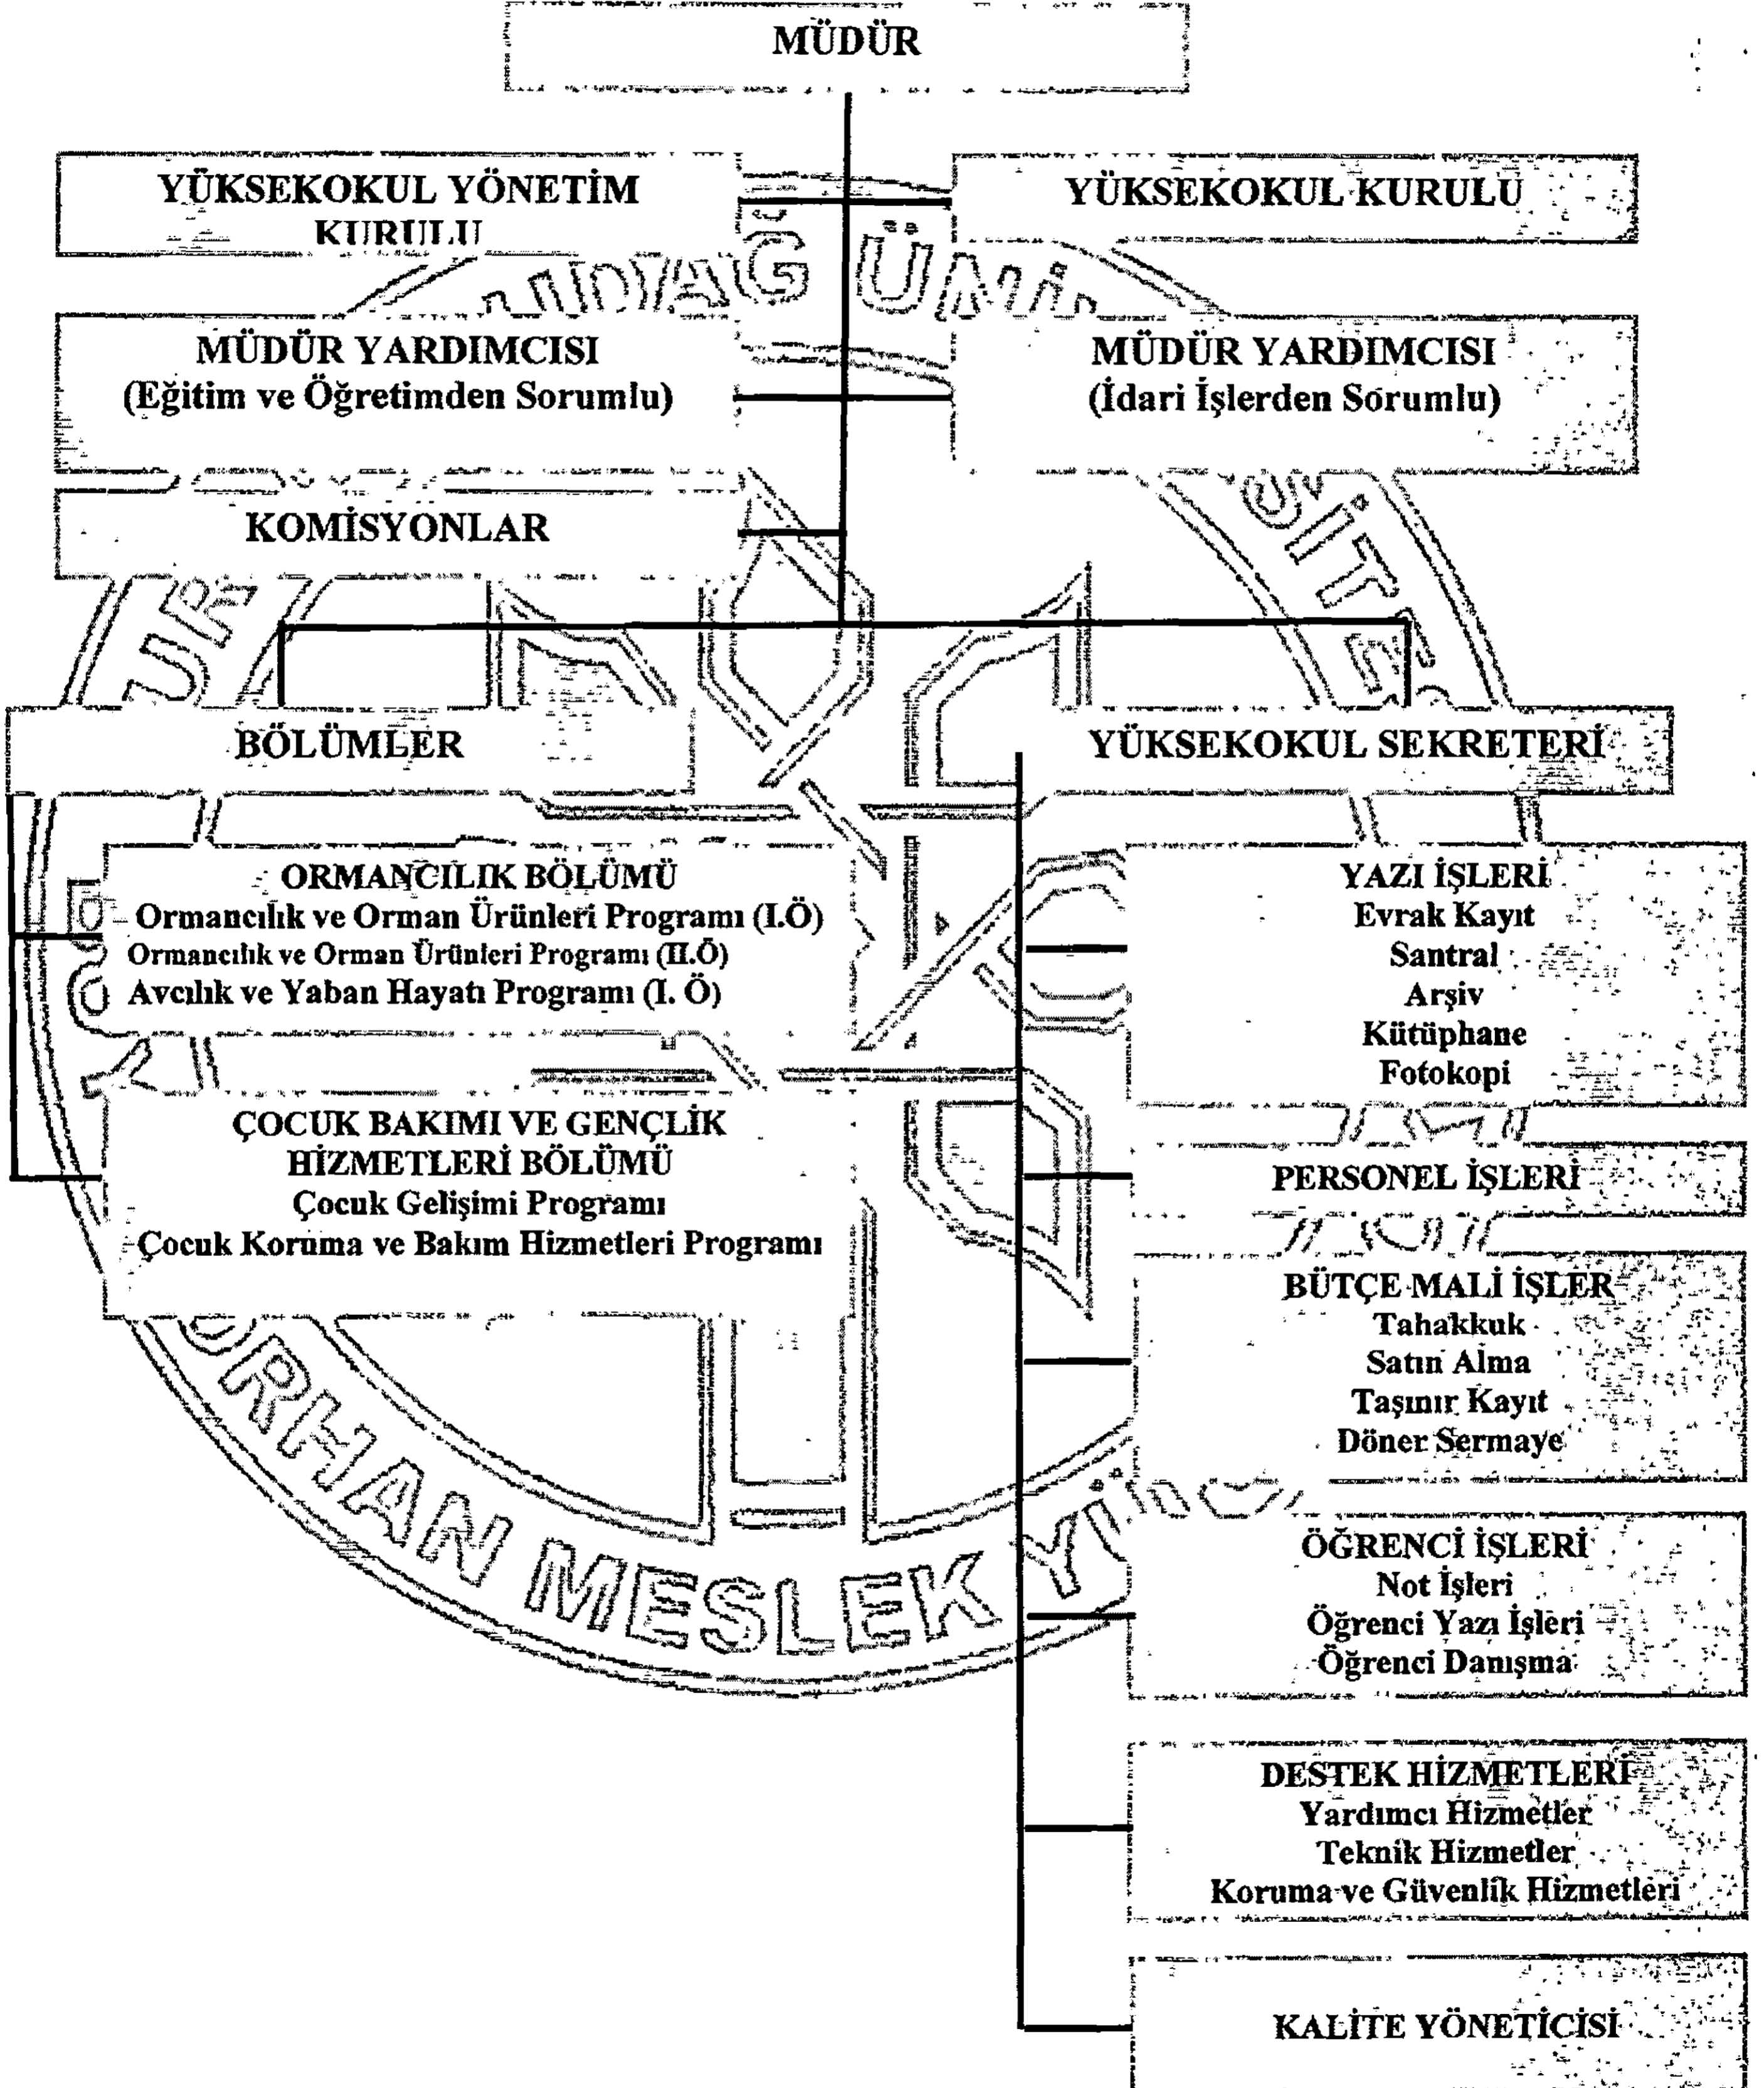 MÜDÜR
YÜKSEKOKUL YÖNETİM
KURULU
YÜKSEKOKUL KURULU
MÜDÜR YARDIMCISI
(Eğitim ve Öğretimden Sorumlu)
MÜDÜR YARDIMCISI
(İdari İşlerden Sorumlu)
KOMİSYONLAR
BÖLÜMLER
ORMANCILIK BÖLÜMÜ
Ormancılık ve Orman Ürünleri Programı (I.Ö)
Ormancılık ve Orman Ürünleri Programı (II.Ö)
Avcılık ve Yaban Hayatı Programı (I. Ö)
ÇOCUK BAKIMI VE GENÇLİK
HİZMETLERİ BÖLÜMÜ
Çocuk Gelişimi Programı
Çocuk Koruma ve Bakım Hizmetleri Programı
YÜKSEKOKUL SEKRETERİ
YAZI İŞLERİ
Evrak Kayıt
Santral
Arşiv
Kütüphane
Fotokopi
PERSONEL İŞLERİ
BÜTÇE MALİ İŞLER
Tahakkuk
Satın Alma
Taşınır Kayıt
Döner Sermaye
ÖĞRENCİ İŞLERİ
Not İşleri
Öğrenci Yazı İşleri
Öğrenci Danışma
DESTEK HİZMETLERİ
Yardımcı Hizmetler
Teknik Hizmetler
Koruma ve Güvenlik Hizmetleri
KALİTE YÖNETİCİSİ
ORHAN MESLEK